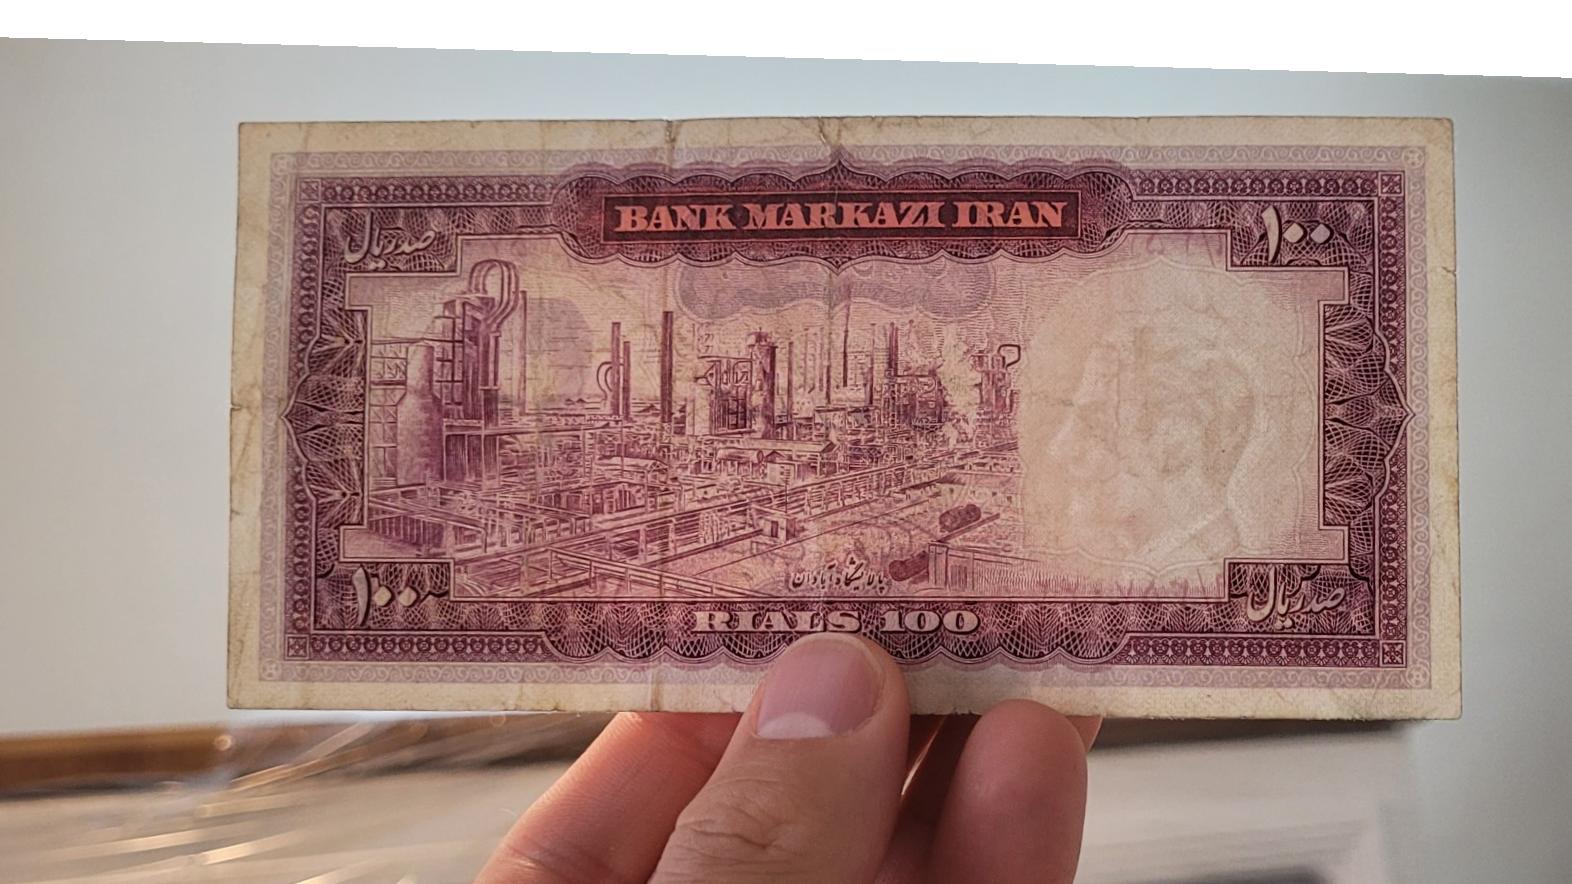 BANK MARKAZI IRAN
صد ریال
۱۰۰
پالایشگاه آبادان
۱۰۰
RIALS 100
صد ریال